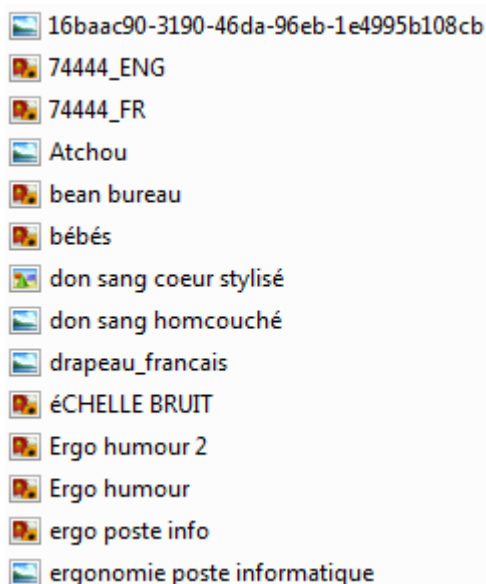 16baac90-3190-46da-96eb-1e4995b108cb
74444_ENG
74444_FR
Atchou
bean bureau
bébés
don sang coeur stylisé
don sang homcouché
drapeau_francais
éCHELLE BRUIT
Ergo humour 2
Ergo humour
ergo poste info
ergonomie poste informatique